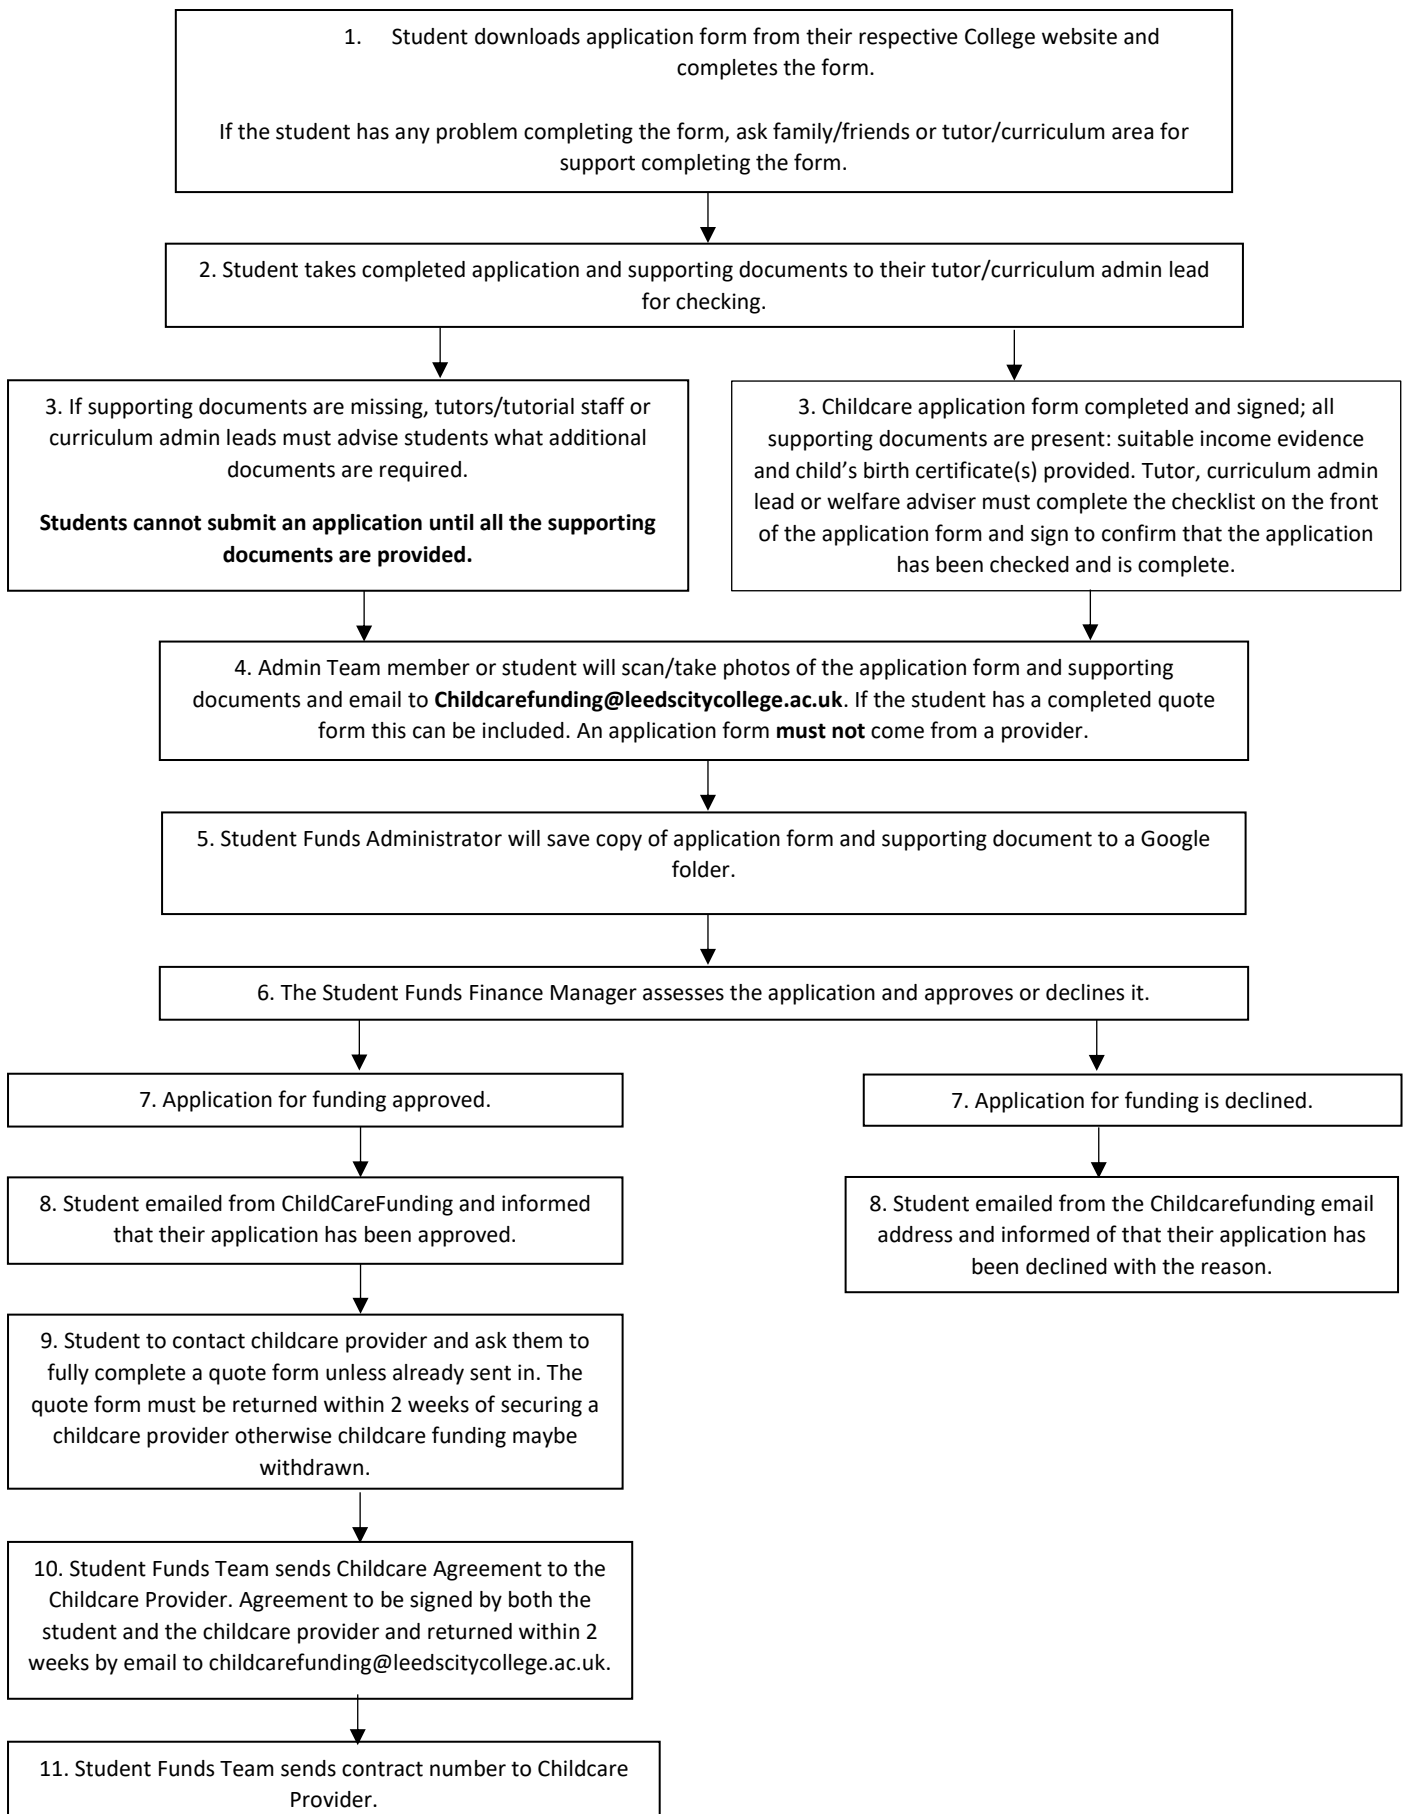 1. Student downloads application form from their respective College website and
completes the form.
If the student has any problem completing the form, ask family/friends or tutor/curriculum area for
support completing the form.
2. Student takes completed application and supporting documents to their tutor/curriculum admin lead
for checking.
3. If supporting documents are missing, tutors/tutorial staff or
curriculum admin leads must advise students what additional
documents are required.
Students cannot submit an application until all the supporting
documents are provided.
3. Childcare application form completed and signed; all
supporting documents are present: suitable income evidence
and child’s birth certificate(s) provided. Tutor, curriculum admin
lead or welfare adviser must complete the checklist on the front
of the application form and sign to confirm that the application
has been checked and is complete.
4. Admin Team member or student will scan/take photos of the application form and supporting
documents and email to Childcarefunding@leedscitycollege.ac.uk. If the student has a completed quote
form this can be included. An application form must not come from a provider.
5. Student Funds Administrator will save copy of application form and supporting document to a Google
folder.
6. The Student Funds Finance Manager assesses the application and approves or declines it.
7. Application for funding approved.
7. Application for funding is declined.
8. Student emailed from ChildCareFunding and informed
that their application has been approved.
8. Student emailed from the Childcarefunding email
address and informed of that their application has
been declined with the reason.
9. Student to contact childcare provider and ask them to
fully complete a quote form unless already sent in. The
quote form must be returned within 2 weeks of securing a
childcare provider otherwise childcare funding maybe
withdrawn.
10. Student Funds Team sends Childcare Agreement to the
Childcare Provider. Agreement to be signed by both the
student and the childcare provider and returned within 2
weeks by email to childcarefunding@leedscitycollege.ac.uk.
11. Student Funds Team sends contract number to Childcare
Provider.